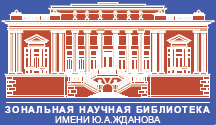 ЗОНАЛЬНАЯ НАУЧНАЯ БИБЛИОТЕКА
ИМЕНИ Ю.А.ЖДАНОВА